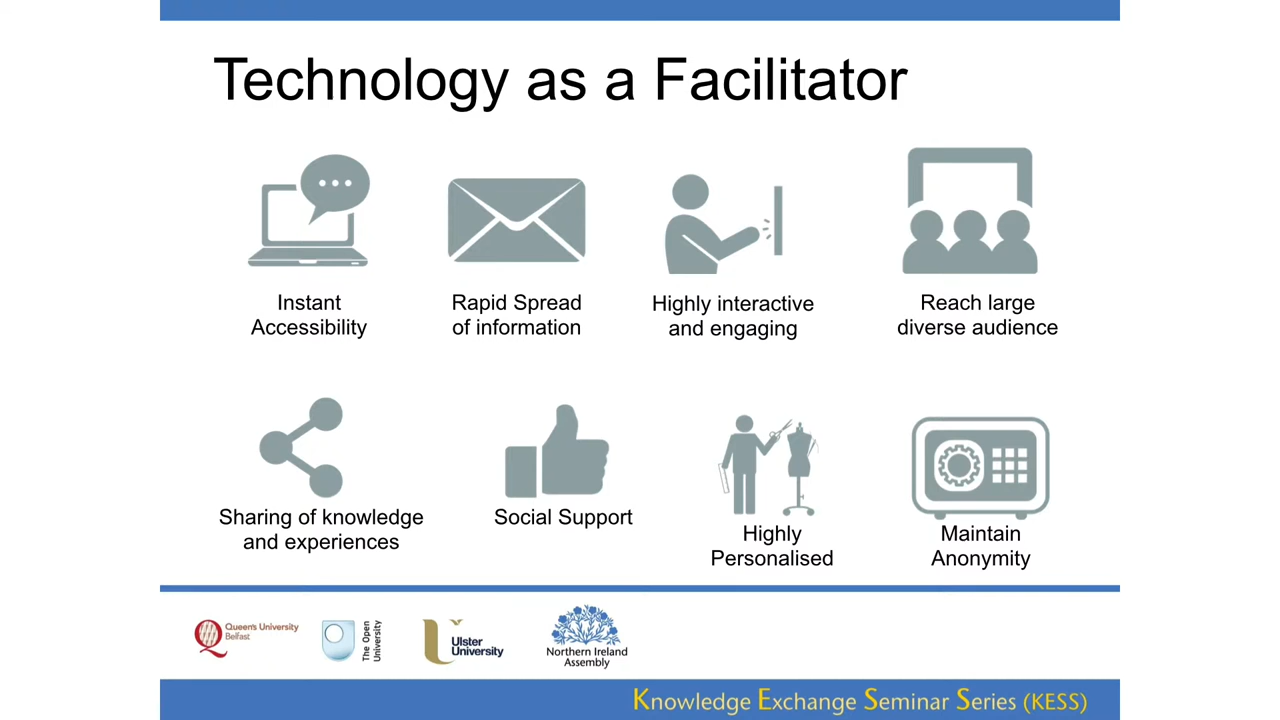 Technology as a Facilitator
Instant
Accessibility
Rapid Spread
of information
Highly interactive
and engaging
Reach large
diverse audience
Sharing of knowledge
and experiences
Social Support
Highly
Personalised
Maintain
Anonymity
Queen's University
Belfast
The Open
University
Ulster
University
Northern Ireland
Assembly
Knowledge Exchange Seminar Series (KESS)